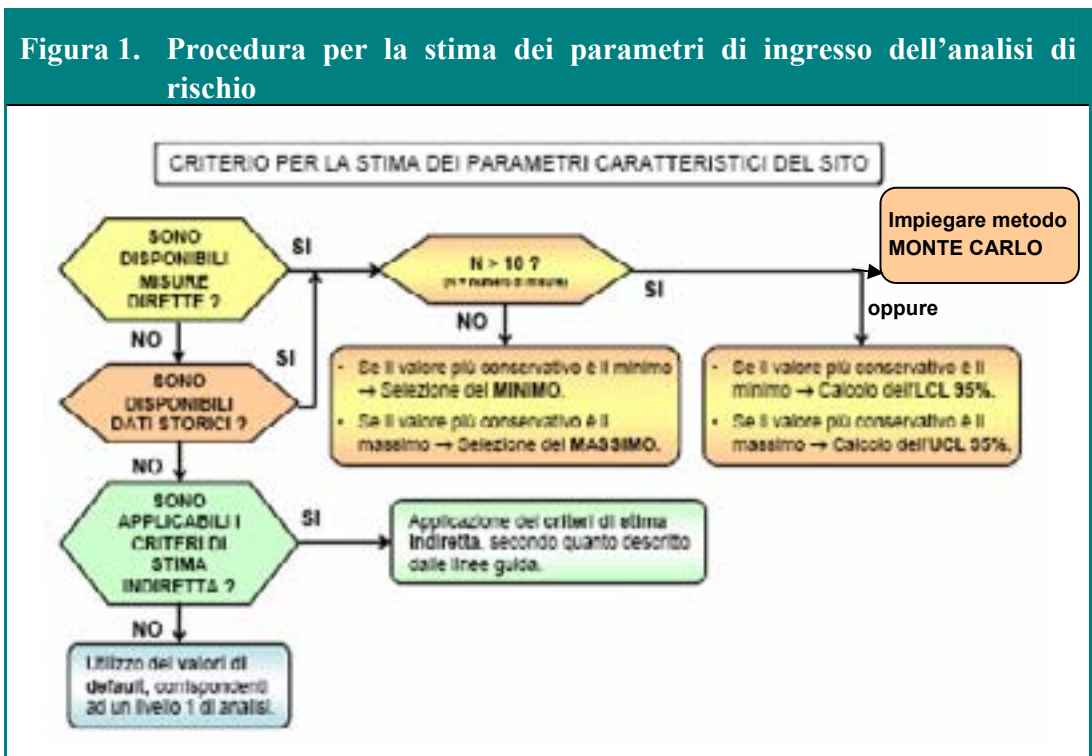 Figura 1. Procedura per la stima dei parametri di ingresso dell’analisi di
rischio
CRITERIO PER LA STIMA DEI PARAMETRI CARATTERISTICI DEL SITO
SONO
DISPONIBILI
MISURE
DIRETTE ?
SI
N > 10 ?
(N = numero di misure)
SI
Impiegare metodo
MONTE CARLO
oppure
NO
NO
SI
SONO
DISPONIBILI
DATI STORICI ?
- Se il valore più conservativo è il minimo
→ Selezione del MINIMO.
- Se il valore più conservativo è il
massimo → Selezione del MASSIMO.
- Se il valore più conservativo è il
minimo → Calcolo dell'LCL 95%.
- Se il valore più conservativo è il
massimo → Calcolo dell'UCL 95%.
NO
SONO
APPLICABILI I
CRITERI DI
STIMA
INDIRETTA ?
SI
Applicazione dei criteri di stima
indiretta, secondo quanto descritto
dalle linee guida.
NO
Utilizzo dei valori di
default, corrispondenti
ad un livello 1 di analisi.